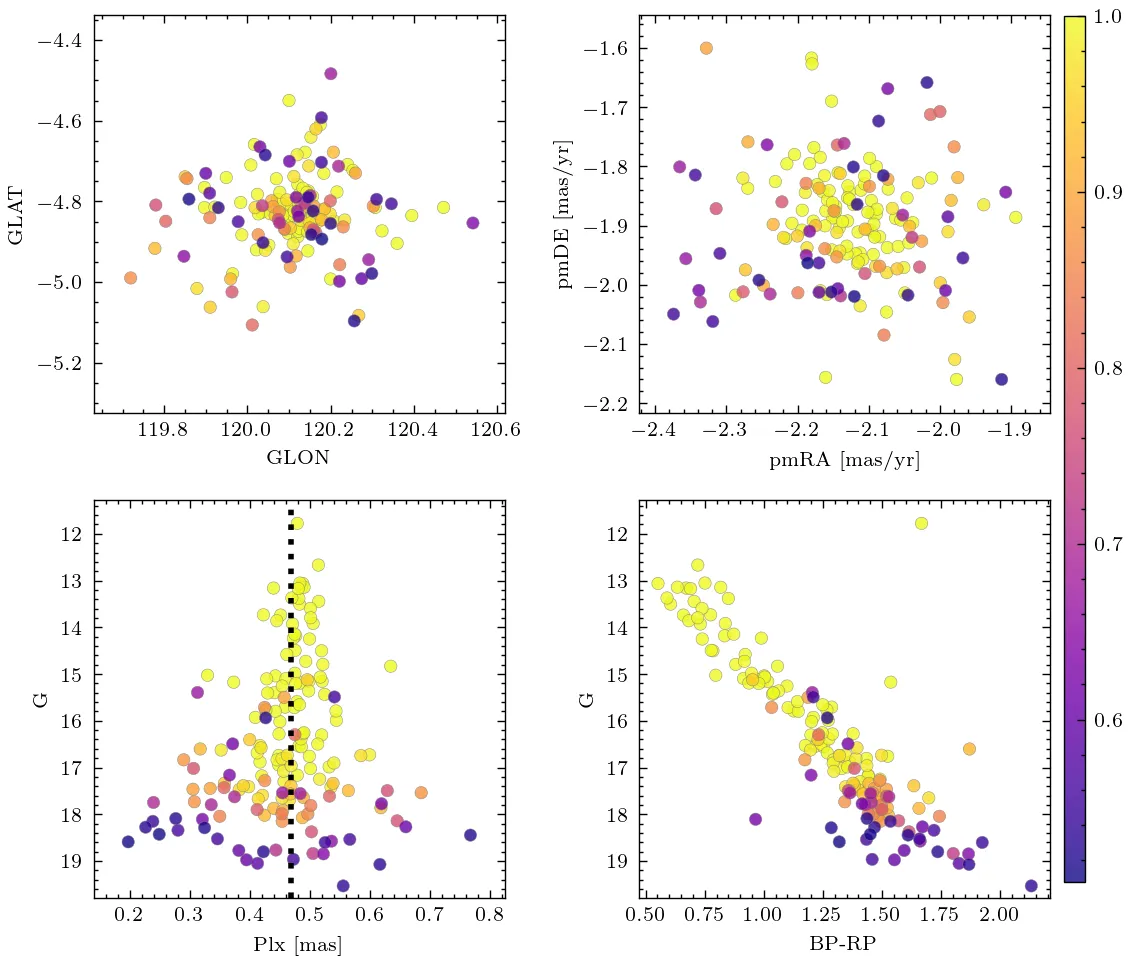 −4.4
−4.6
−4.8
−5.0
−5.2
GLAT
119.8 120.0 120.2 120.4 120.6
GLON
−1.6
−1.7
−1.8
−1.9
−2.0
−2.1
−2.2
pmDE [mas/yr]
−2.4 −2.3 −2.2 −2.1 −2.0 −1.9
pmRA [mas/yr]
1.0
0.9
0.8
0.7
0.6
12
13
14
15
16
17
18
19
G
0.2 0.3 0.4 0.5 0.6 0.7 0.8
Plx [mas]
12
13
14
15
16
17
18
19
G
0.50 0.75 1.00 1.25 1.50 1.75 2.00
BP-RP